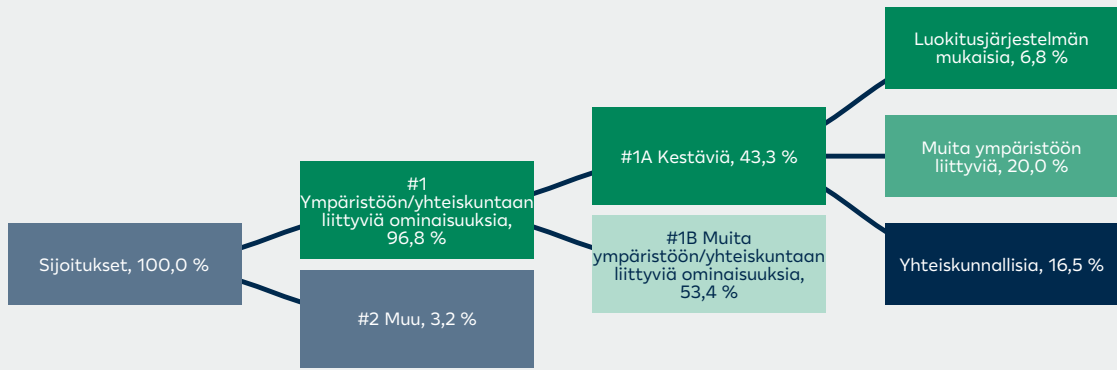 Sijoitukset, 100,0 %
#1
Ympäristöön/yhteiskuntaan
liittyviä ominaisuuksia,
96,8 %
#2 Muu, 3,2 %
#1A Kestäviä, 43,3 %
#1B Muita
ympäristöön/yhteiskuntaan
liittyviä ominaisuuksia,
53,4 %
Luokitusjärjestelmän
mukaisia, 6,8 %
Muita ympäristöön
liittyviä, 20,0 %
Yhteiskunnallisia, 16,5 %